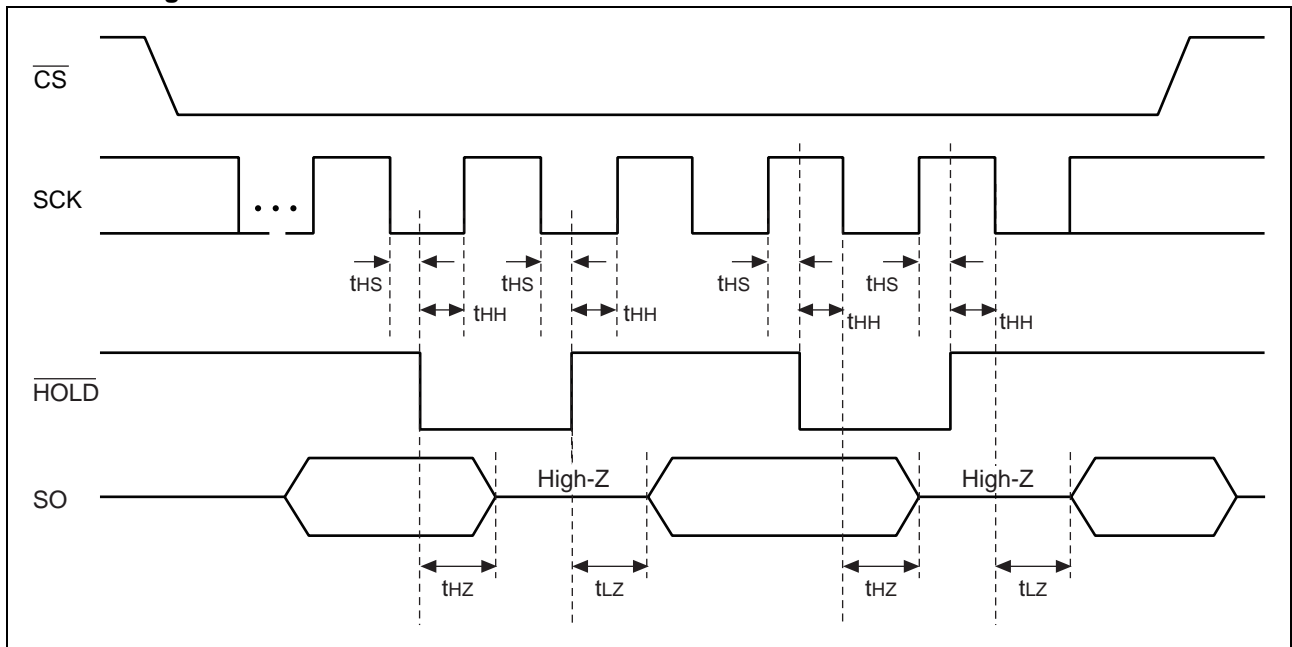 CS
SCK
• • •
tHS
tHS
tHS
tHS
tHH
tHH
tHH
tHH
HOLD
High-Z
High-Z
SO
tHZ
tLZ
tHZ
tLZ